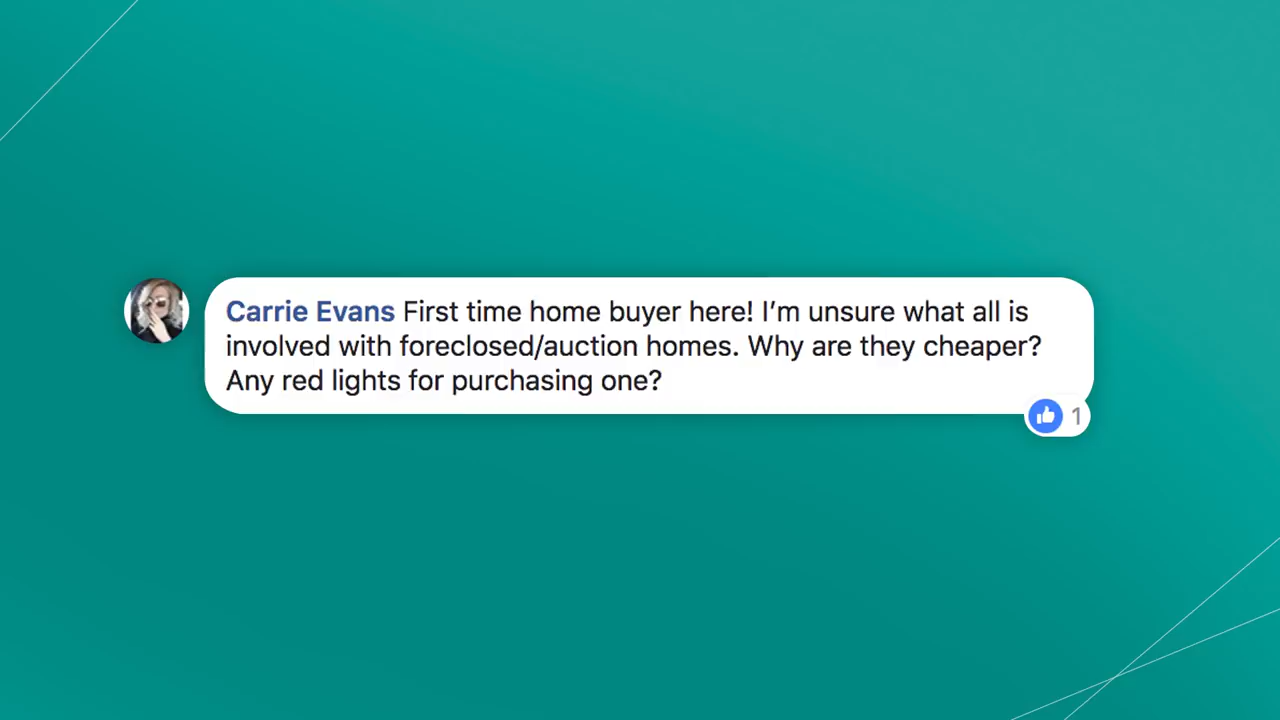 Carrie Evans First time home buyer here! I’m unsure what all is
involved with foreclosed/auction homes. Why are they cheaper?
Any red lights for purchasing one?
1